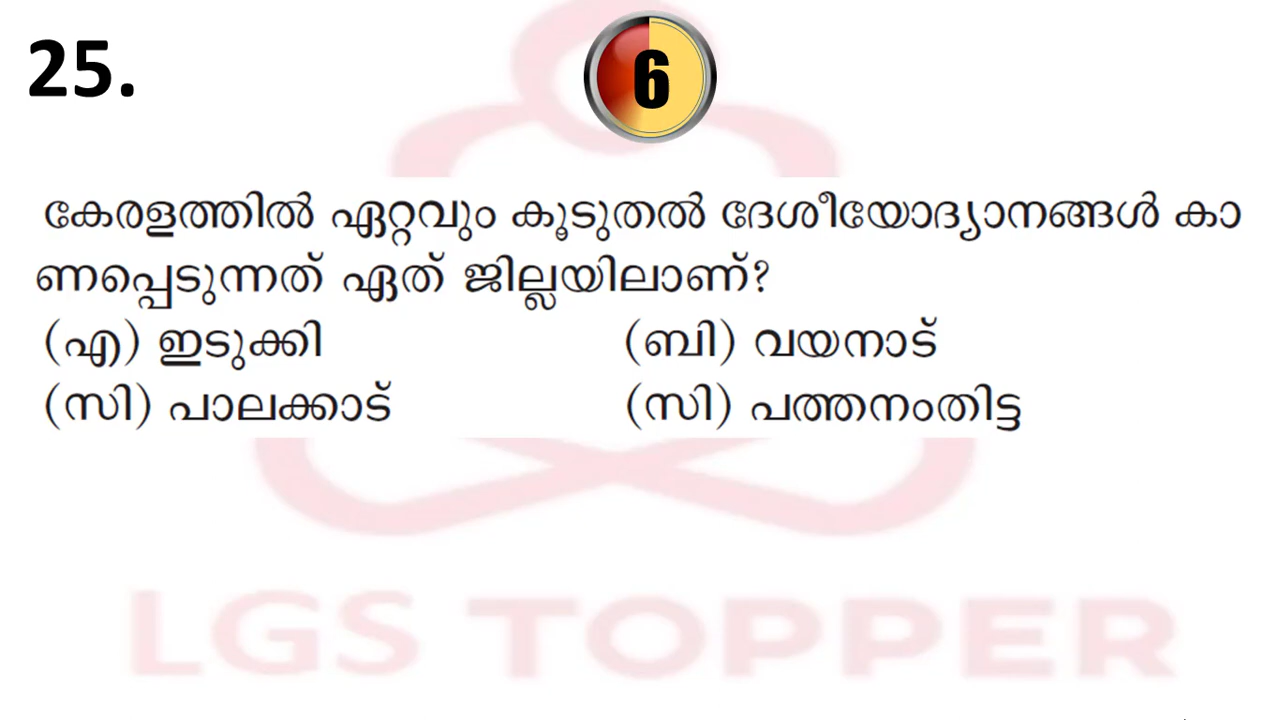 25.
6
കേരളത്തിൽ ഏറ്റവും കൂടുതൽ ദേശീയോദ്യാനങ്ങൾ കാ
ണപ്പെടുന്നത് ഏത് ജില്ലയിലാണ്?
(എ) ഇടുക്കി (ബി) വയനാട്
(സി) പാലക്കാട് (സി) പത്തനംതിട്ട
LGS TOPPER